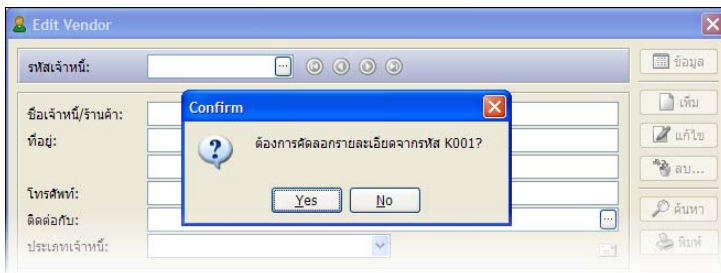 Edit Vendor
รหัสเจ้าหนี้:
...
ข้อมูล
ชื่อเจ้าหนี้/ร้านค้า:
Confirm
เพิ่ม
ที่อยู่:
ต้องการคัดลอกรายละเอียดจากรหัส K001?
แก้ไข
ลบ...
โทรศัพท์:
Yes
No
ติดต่อกับ:
...
ค้นหา
ประเภทเจ้าหนี้:
พิมพ์